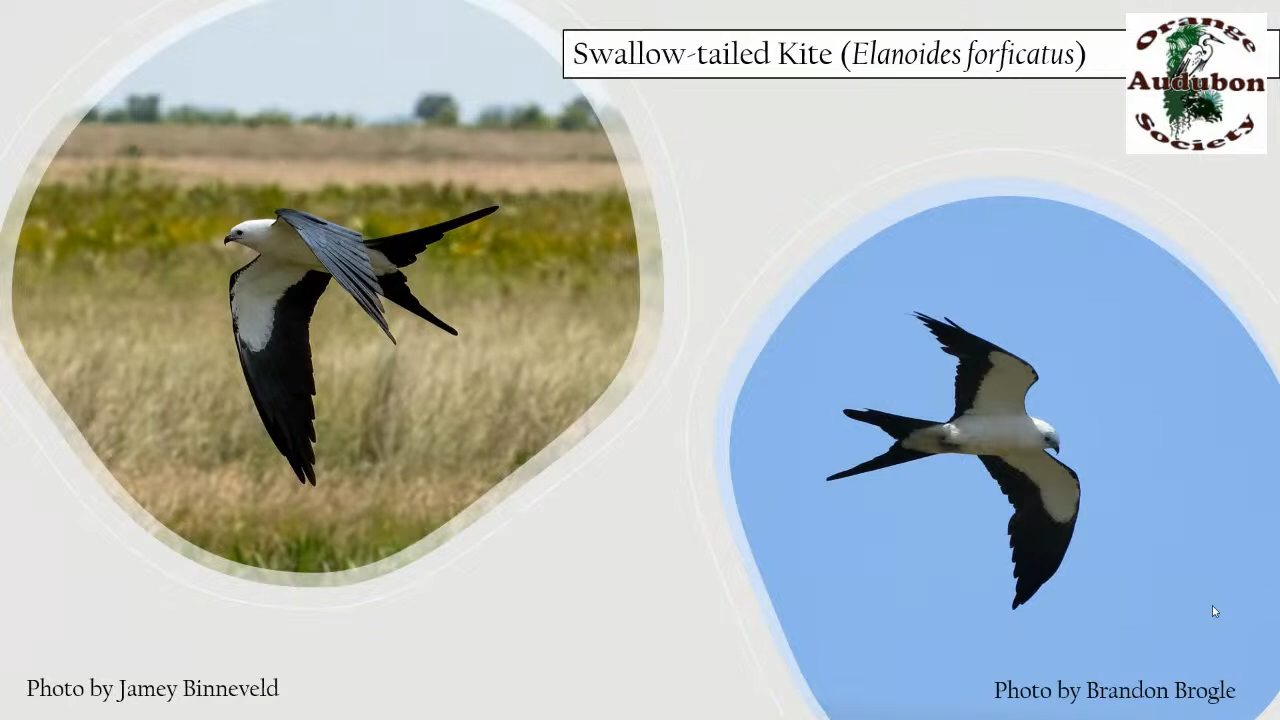 Swallow-tailed Kite (Elanoides forficatus)
Orange
Audubon
Society
Photo by Jamey Binneveld
Photo by Brandon Brogle